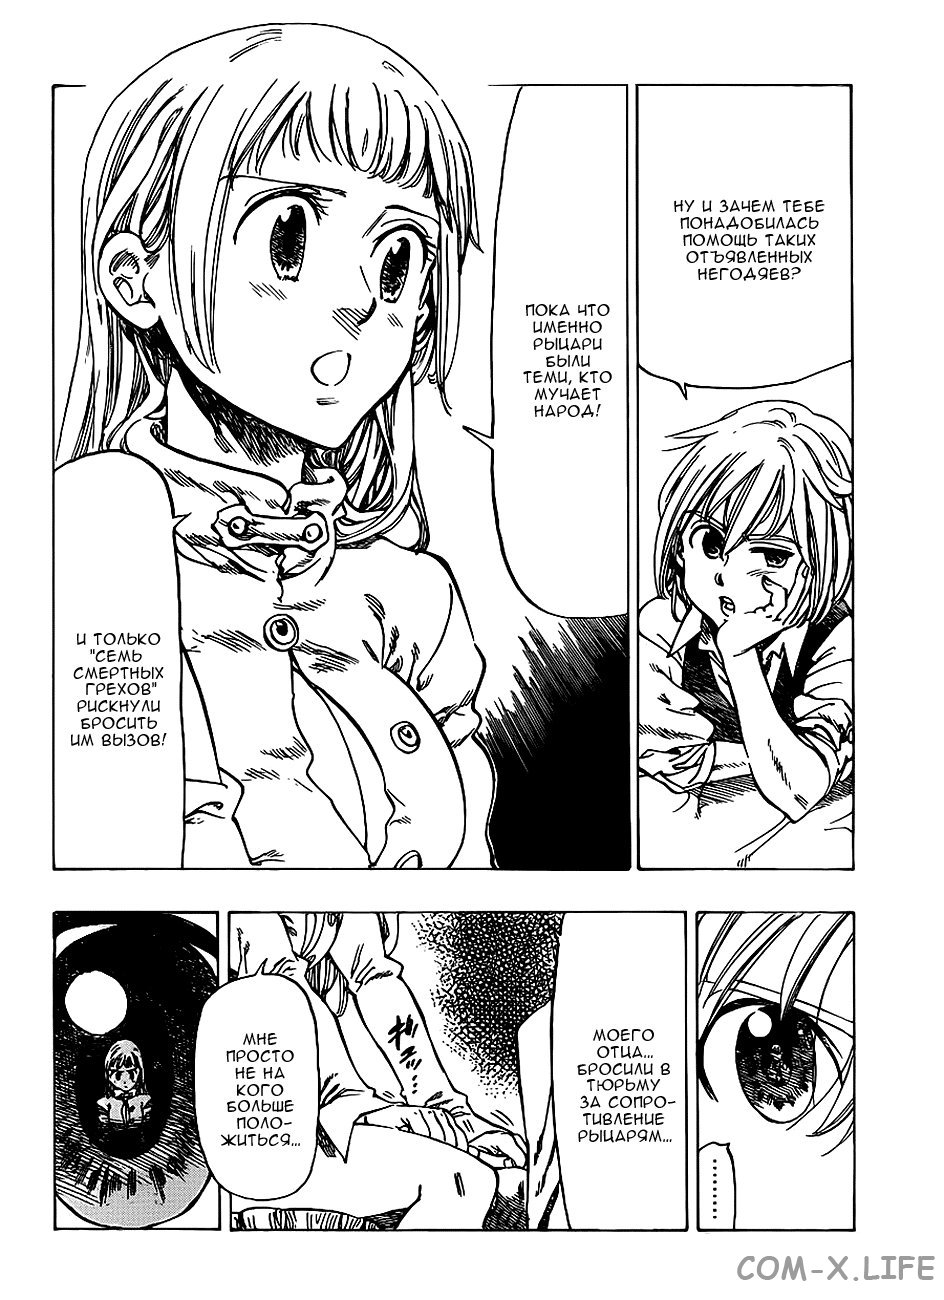 НУ И ЗАЧЕМ ТЕБЕ
ПОНАДОБИЛАСЬ
ПОМОЩЬ ТАКИХ
ОТЪЯВЛЕННЫХ
НЕГОДЯЕВ?
ПОКА ЧТО
ИМЕННО
РЫЦАРИ
БЫЛИ
ТЕМИ, КТО
МУЧАЕТ
НАРОД!
И ТОЛЬКО
"СЕМЬ
СМЕРТНЫХ
ГРЕХОВ"
РИСКНУЛИ
БРОСИТЬ
ИМ ВЫЗОВ!
.........
МОЕГО
ОТЦА...
БРОСИЛИ В
ТЮРЬМУ
ЗА СОПРО-
ТИВЛЕНИЕ
РЫЦАРЯМ...
МНЕ
ПРОСТО
НЕ НА
КОГО
БОЛЬШЕ
ПОЛО-
ЖИТЬСЯ...
COM-X.LIFE